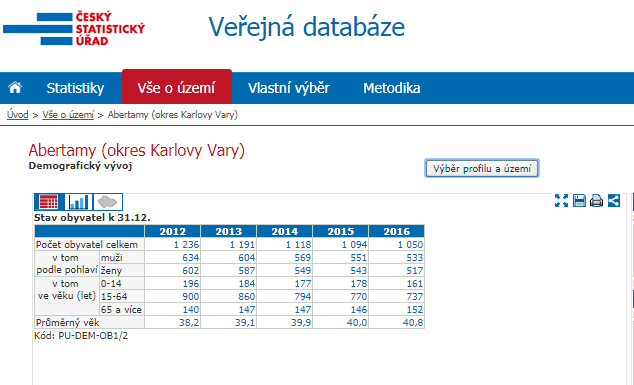 ČESKÝ
STATISTICKÝ
ÚŘAD
Veřejná databáze
Statistiky Vše o území Vlastní výběr Metodika
Úvod > Vše o území > Abertamy (okres Karlovy Vary)
Abertamy (okres Karlovy Vary)
Demografický vývoj
Výběr profilu a území
Stav obyvatel k 31.12.
2012 2013 2014 2015 2016
Počet obyvatel celkem 1 236 1 191 1 118 1 094 1 050
v tom podle pohlaví muži 634 604 569 551 533
ženy 602 587 549 543 517
v tom ve věku (let) 0-14 196 184 177 178 161
15-64 900 860 794 770 737
65 a více 140 147 147 146 152
Průměrný věk 38,2 39,1 39,9 40,0 40,8
Kód: PU-DEM-OB1/2